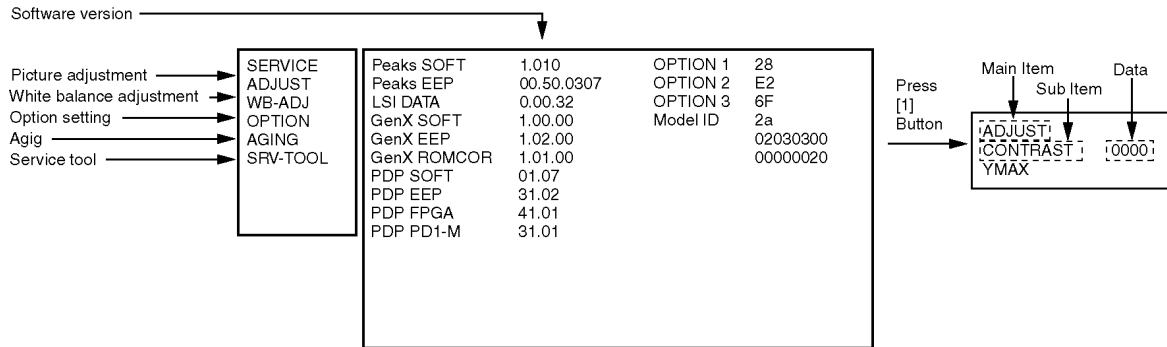 Software version
Picture adjustment
White balance adjustment
Option setting
Agig
Service tool
SERVICE
ADJUST
WB-ADJ
OPTION
AGING
SRV-TOOL
Peaks SOFT 1.010 OPTION 1 28
Peaks EEP 00.50.0307 OPTION 2 E2
LSI DATA 0.00.32 OPTION 3 6F
GenX SOFT 1.00.00 Model ID 2a
GenX EEP 1.02.00 02030300
GenX ROMCOR 1.01.00 00000020
PDP SOFT 01.07
PDP EEP 31.02
PDP FPGA 41.01
PDP PD1-M 31.01
Press
[1]
Button
Main Item
Sub Item
Data
ADJUST
CONTRAST 0000
YMAX